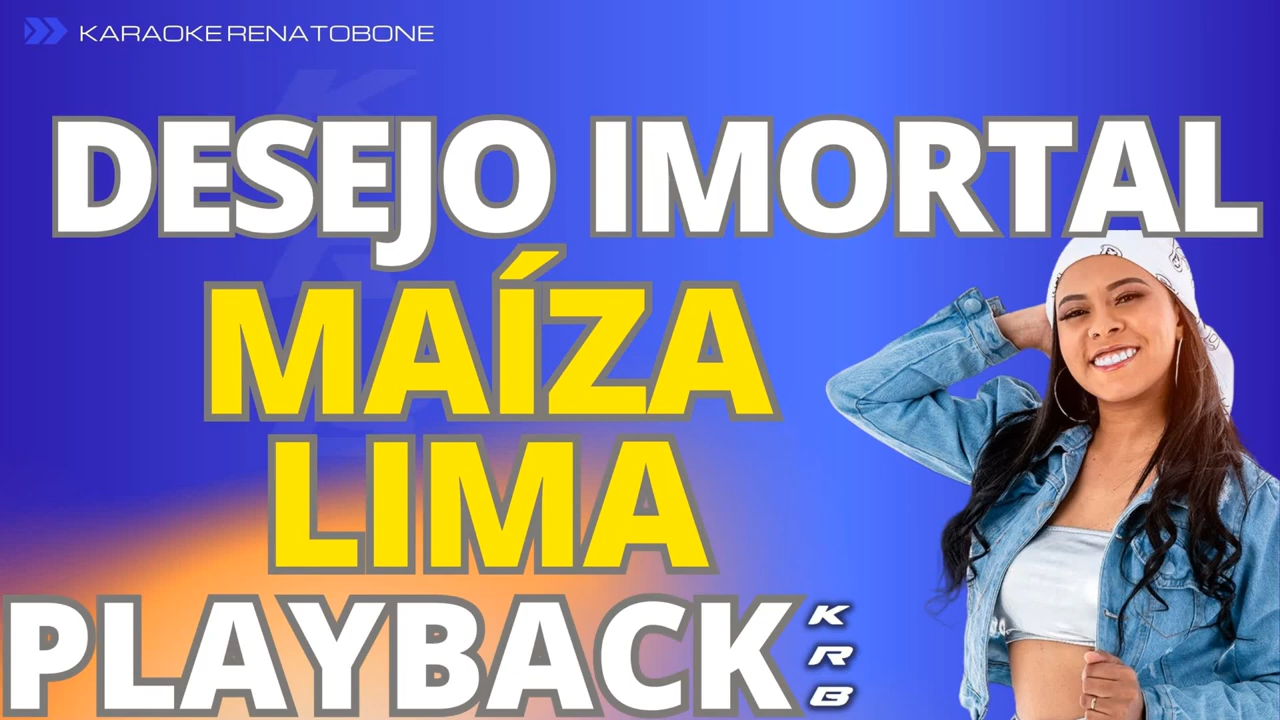 KARAOKE RENATOBONE
DESEJO IMORTAL
MAÍZA
LIMA
PLAYBACK
K
R
B